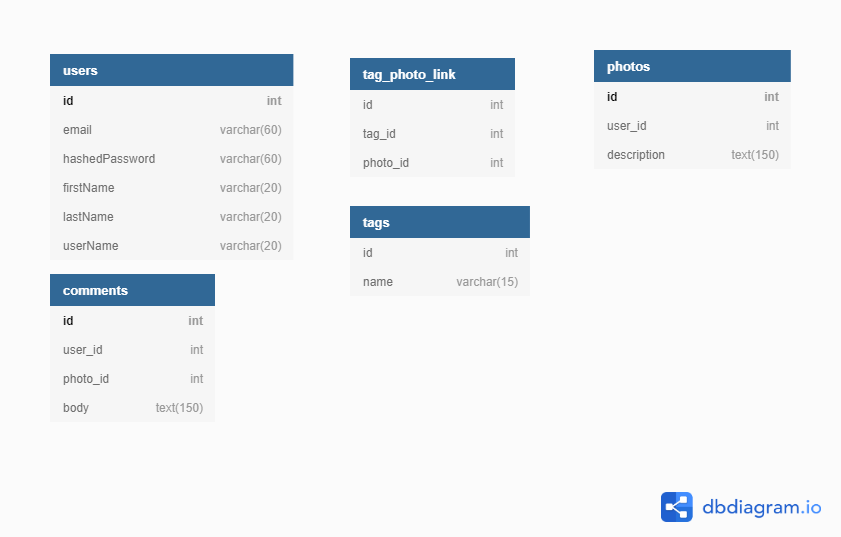 users
id int
email varchar(60)
hashedPassword varchar(60)
firstName varchar(20)
lastName varchar(20)
userName varchar(20)
comments
id int
user_id int
photo_id int
body text(150)
tag_photo_link
id int
tag_id int
photo_id int
tags
id int
name varchar(15)
photos
id int
user_id int
description text(150)
dbdiagram.io